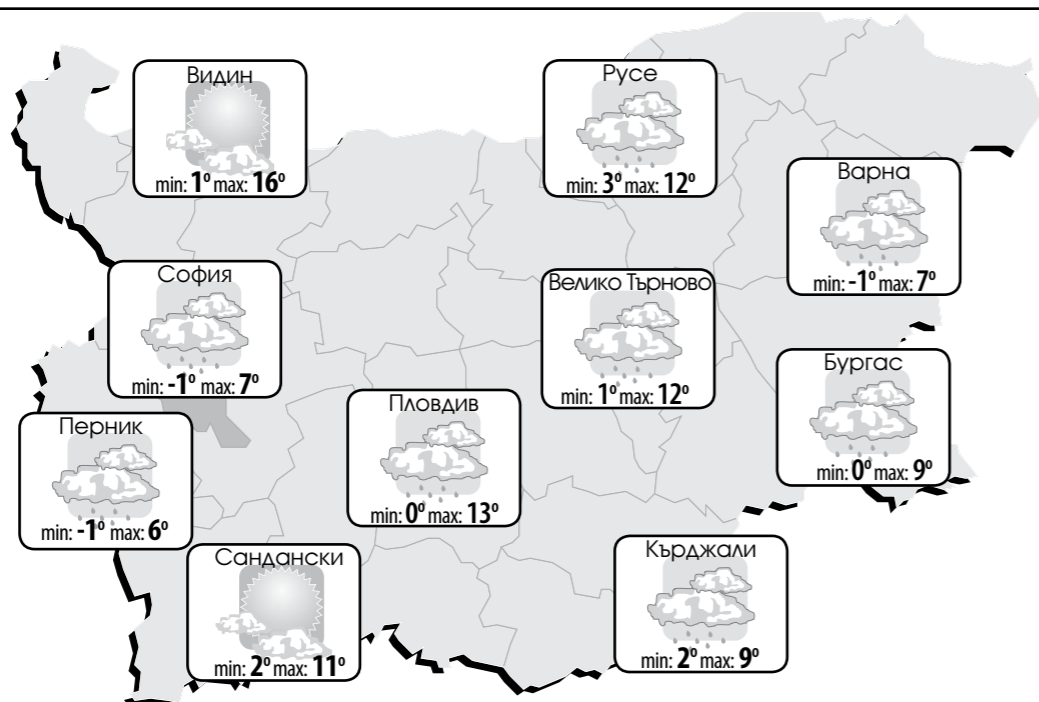 Видин
min: 1° max: 16°
Русе
min: 3° max: 12°
Варна
min: -1° max: 7°
София
min: -1° max: 7°
Велико Търново
min: 1° max: 12°
Бургас
min: 0° max: 9°
Пловдив
min: 0° max: 13°
Перник
min: -1° max: 6°
Сандански
min: 2° max: 11°
Кърджали
min: 2° max: 9°